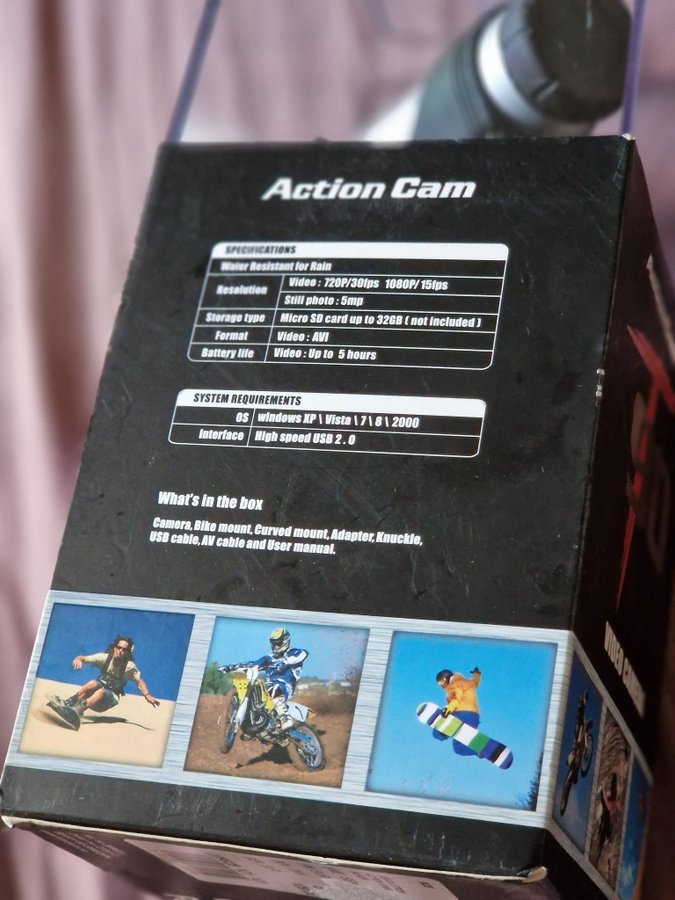 Action Cam
SPECIFICATIONS
Water Resistant for Rain
Resolution
Video : 720P/30fps 1080P/15fps
Still photo : 5mp
Storage type Micro SD card up to 32GB ( not included )
Format Video : AVI
Battery life Video : Up to 5 hours
SYSTEM REQUIREMENTS
OS windows XP \ Vista \ 7 \ 8 \ 2000
Interface High speed USB 2 . 0
What's in the box
Camera, Bike mount, Curved mount, Adapter, Knuckle,
USB cable, AV cable and User manual.
VIDEO CAMERA